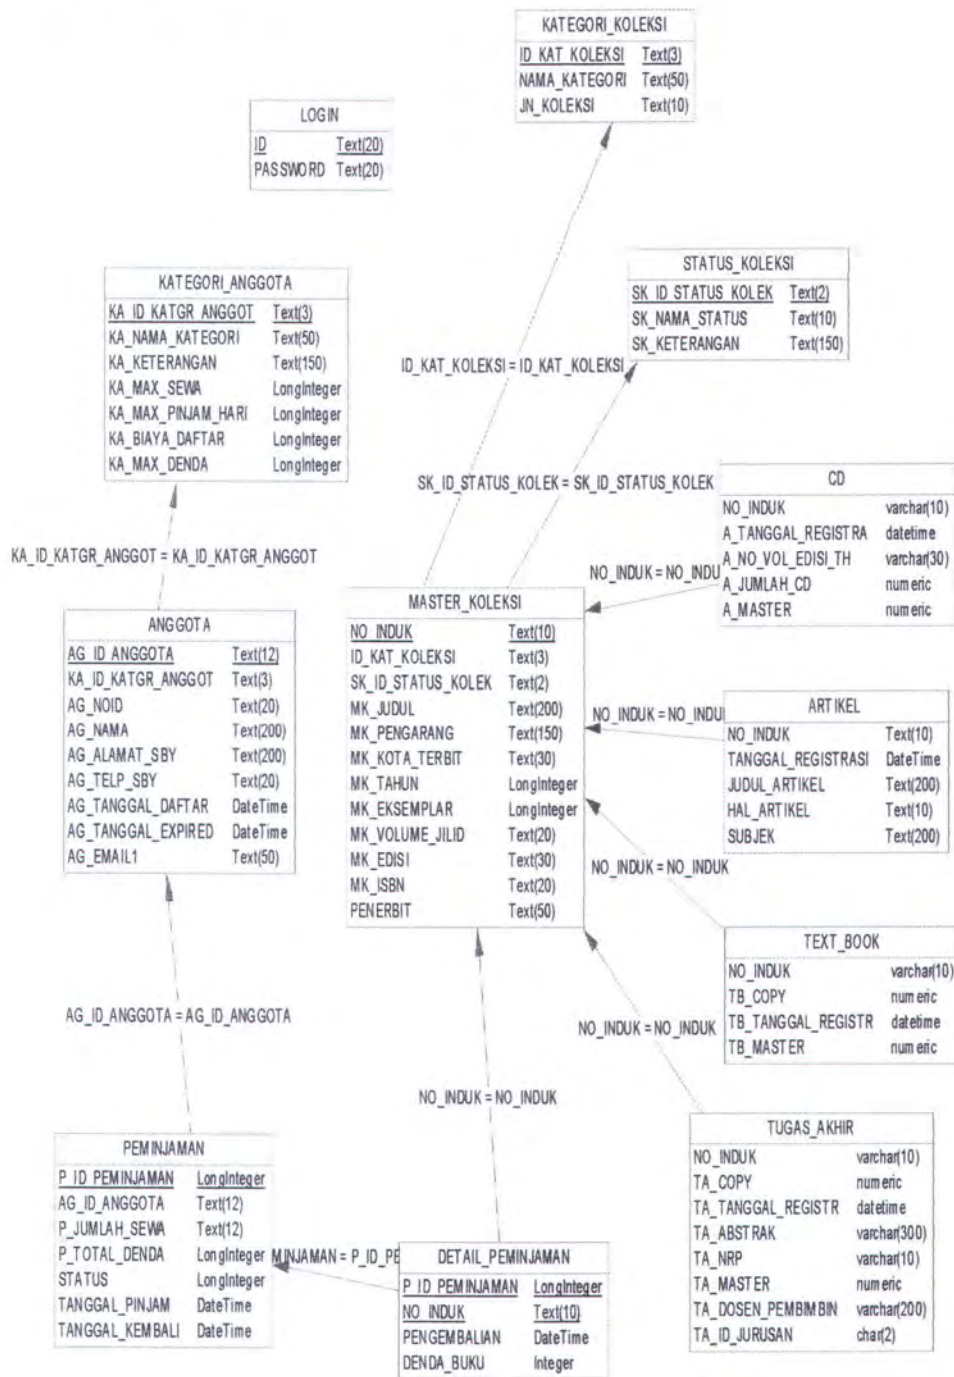 KATEGORI_KOLEKSI
ID_KAT_KOLEKSI Text(3)
NAMA_KATEGORI Text(50)
JN_KOLEKSI Text(10)
LOGIN
ID Text(20)
PASSWORD Text(20)
STATUS_KOLEKSI
SK_ID_STATUS_KOLEK Text(2)
SK_NAMA_STATUS Text(10)
SK_KETERANGAN Text(150)
KATEGORI_ANGGOTA
KA_ID_KATGR_ANGGOT Text(3)
KA_NAMA_KATEGORI Text(50)
KA_KETERANGAN Text(150)
KA_MAX_SEWA LongInteger
KA_MAX_PINJAM_HARI LongInteger
KA_BIAYA_DAFTAR LongInteger
KA_MAX_DENDA LongInteger
ID_KAT_KOLEKSI = ID_KAT_KOLEKSI
SK_ID_STATUS_KOLEK = SK_ID_STATUS_KOLEK
KA_ID_KATGR_ANGGOT = KA_ID_KATGR_ANGGOT
CD
NO_INDUK varchar(10)
A_TANGGAL_REGISTRA datetime
A_NO_VOL_EDISI_TH varchar(30)
A_JUMLAH_CD numeric
A_MASTER numeric
NO_INDUK = NO_INDU
ANGGOTA
AG_ID_ANGGOTA Text(12)
KA_ID_KATGR_ANGGOT Text(3)
AG_NOID Text(20)
AG_NAMA Text(200)
AG_ALAMAT_SBY Text(200)
AG_TELP_SBY Text(20)
AG_TANGGAL_DAFTAR DateTime
AG_TANGGAL_EXPIRED DateTime
AG_EMAIL1 Text(50)
MASTER_KOLEKSI
NO_INDUK Text(10)
ID_KAT_KOLEKSI Text(3)
SK_ID_STATUS_KOLEK Text(2)
MK_JUDUL Text(200)
MK_PENGARANG Text(150)
MK_KOTA_TERBIT Text(30)
MK_TAHUN LongInteger
MK_EKSEMPLAR LongInteger
MK_VOLUME_JILID Text(20)
MK_EDISI Text(30)
MK_ISBN Text(20)
PENERBIT Text(50)
NO_INDUK = NO_INDU
ARTIKEL
NO_INDUK Text(10)
TANGGAL_REGISTRASI DateTime
JUDUL_ARTIKEL Text(200)
HAL_ARTIKEL Text(10)
SUBJEK Text(200)
NO_INDUK = NO_INDUK
TEXT_BOOK
NO_INDUK varchar(10)
TB_COPY numeric
TB_TANGGAL_REGISTR datetime
TB_MASTER numeric
AG_ID_ANGGOTA = AG_ID_ANGGOTA
NO_INDUK = NO_INDUK
NO_INDUK = NO_INDUK
TUGAS_AKHIR
NO_INDUK varchar(10)
TA_COPY numeric
TA_TANGGAL_REGISTR datetime
TA_ABSTRAK varchar(300)
TA_NRP varchar(10)
TA_MASTER numeric
TA_DOSEN_PEMBIMBIN varchar(200)
TA_ID_JURUSAN char(2)
PEMINJAMAN
P_ID_PEMINJAMAN LongInteger
AG_ID_ANGGOTA Text(12)
P_JUMLAH_SEWA Text(12)
P_TOTAL_DENDA LongInteger
STATUS LongInteger
TANGGAL_PINJAM DateTime
TANGGAL_KEMBALI DateTime
MINJAMAN = P_ID_PE
DETAIL_PEMINJAMAN
P_ID_PEMINJAMAN LongInteger
NO_INDUK Text(10)
PENGEMBALIAN DateTime
DENDA_BUKU Integer